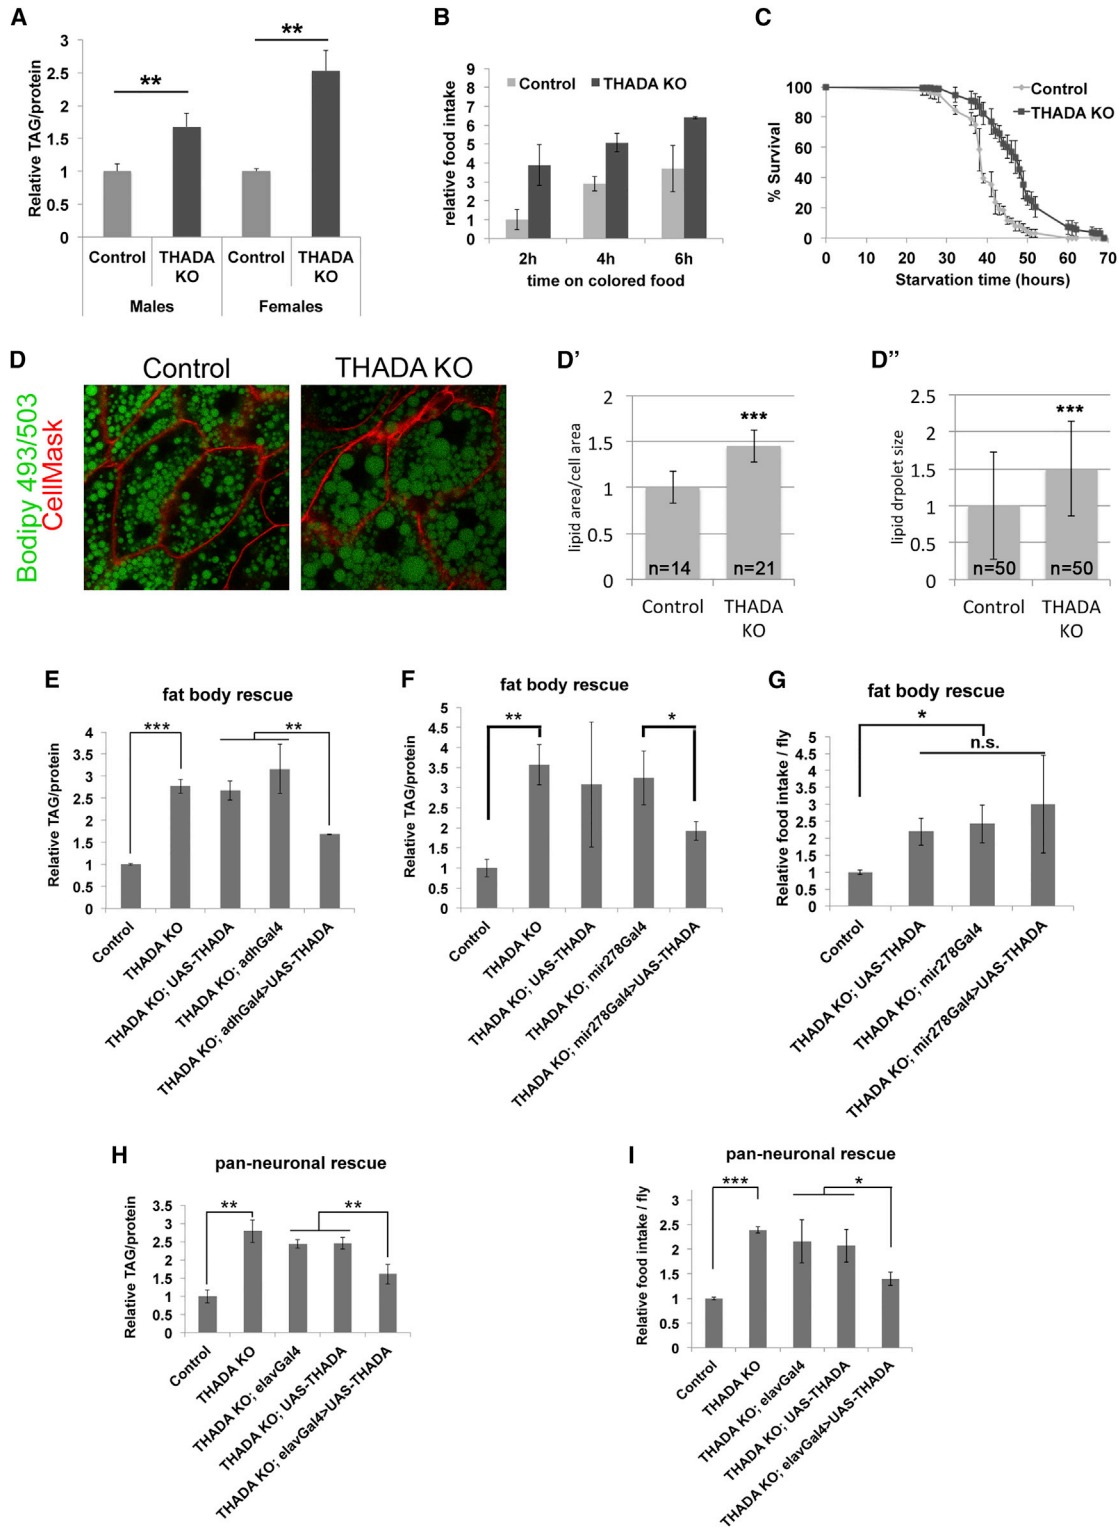 A
Relative TAG/protein
3
2.5
2
1.5
1
0.5
0
**
**
Control
THADA
KO
Control
THADA
KO
Males
Females
B
relative food intake
9
8
7
6
5
4
3
2
1
0
Control
THADA KO
2h
4h
6h
time on colored food
C
% Survival
100
80
60
40
20
0
Control
THADA KO
0
10
20
30
40
50
60
70
Starvation time (hours)
D
Bodipy 493/503
CellMask
Control
THADA KO
D'
lipid area/cell area
2
1.5
1
0.5
0
***
n=14
n=21
Control
THADA
KO
D"
lipid drpolet size
2.5
2
1.5
1
0.5
0
***
n=50
n=50
Control
THADA
KO
E
fat body rescue
Relative TAG/protein
4
3.5
3
2.5
2
1.5
1
0.5
0
***
**
Control
THADA KO
THADA KO; UAS-THADA
THADA KO; adhGal4
THADA KO; adhGal4>UAS-THADA
F
fat body rescue
Relative TAG/protein
5
4.5
4
3.5
3
2.5
2
1.5
1
0.5
0
**
*
Control
THADA KO
THADA KO; UAS-THADA
THADA KO; mir278Gal4
THADA KO; mir278Gal4>UAS-THADA
G
fat body rescue
Relative food intake / fly
5
4.5
4
3.5
3
2.5
2
1.5
1
0.5
0
*
n.s.
Control
THADA KO; UAS-THADA
THADA KO; mir278Gal4
THADA KO; mir278Gal4>UAS-THADA
H
pan-neuronal rescue
Relative TAG/protein
3.5
3
2.5
2
1.5
1
0.5
0
**
**
Control
THADA KO
THADA KO; elavGal4
THADA KO; UAS-THADA
THADA KO; elavGal4>UAS-THADA
I
pan-neuronal rescue
Relative food intake / fly
3
2.5
2
1.5
1
0.5
0
***
*
Control
THADA KO
THADA KO; elavGal4
THADA KO; UAS-THADA
THADA KO; elavGal4>UAS-THADA